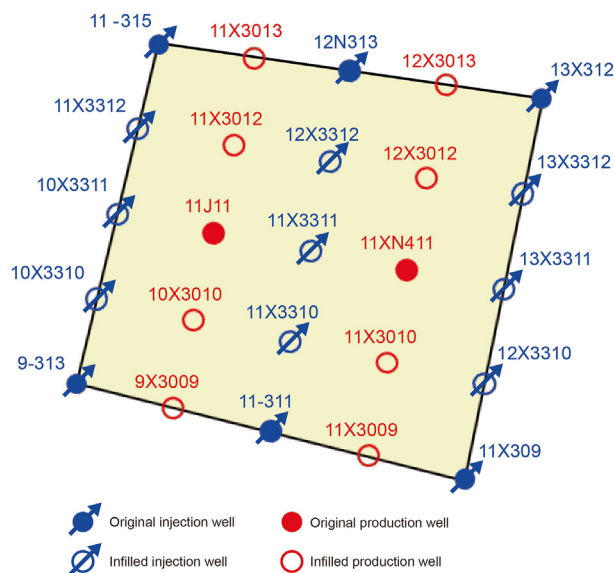 11 -315
11X3013
12N313
12X3013
13X312
11X3312
11X3012
12X3312
12X3012
13X3312
10X3311
11J11
11X3311
11XN411
13X3311
10X3310
10X3010
11X3310
11X3010
12X3310
9-313
9X3009
11-311
11X3009
11X309
Original injection well
Original production well
Infilled injection well
Infilled production well